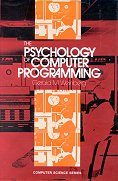 THE
PSYCHOLOGY
OF COMPUTER
PROGRAMMING
Gerald M. Weinberg
COMPUTER SCIENCE SERIES